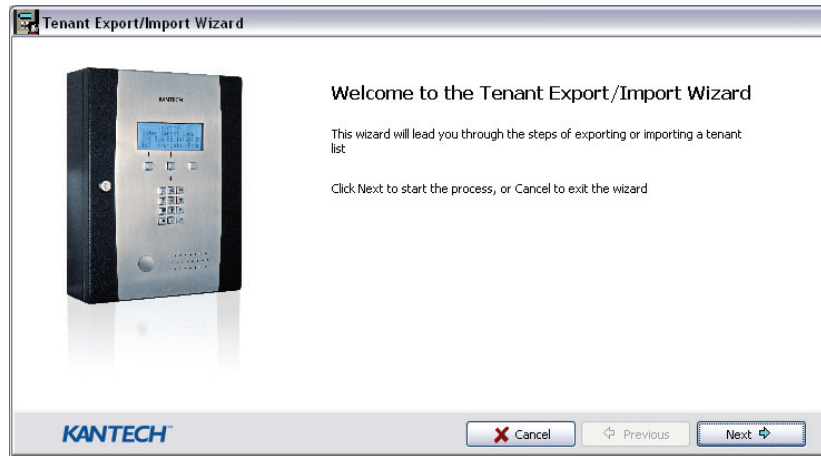 Tenant Export/Import Wizard
KANTECH
Welcome to the Tenant Export/Import Wizard
This wizard will lead you through the steps of exporting or importing a tenant
list
Click Next to start the process, or Cancel to exit the wizard
KANTECH
Cancel
Previous
Next